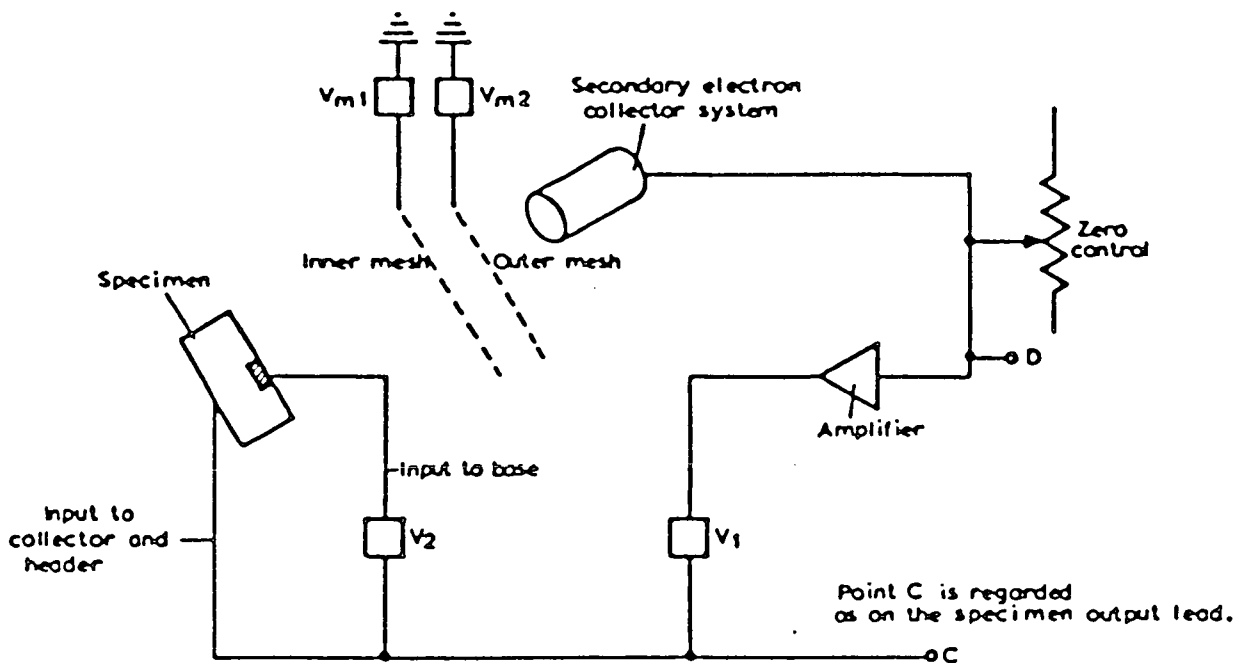 Vm1
Vm2
Secondary electron
collector system
Inner mesh
Outer mesh
Zero
control
Specimen
D
Amplifier
Input to base
Input to
collector and
header
V2
V1
Point C is regarded
as on the specimen output lead.
C